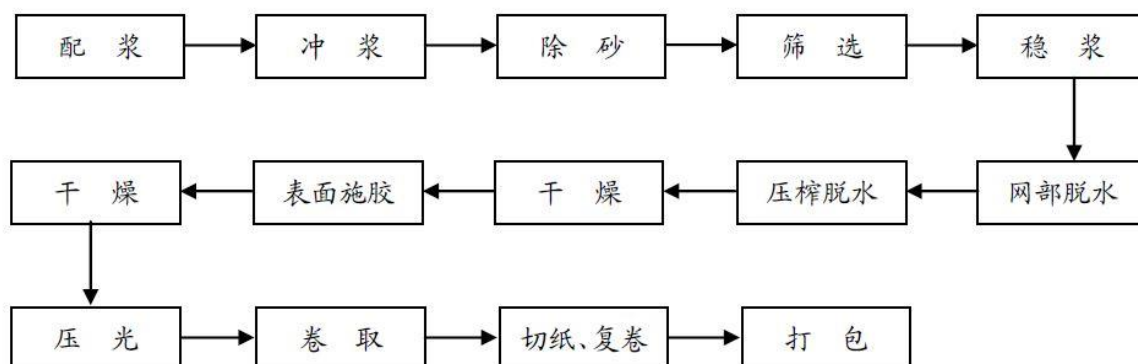 配 浆
冲 浆
除 砂
筛 选
稳 浆
网部脱水
压榨脱水
干 燥
表面施胶
干 燥
压 光
卷 取
切纸、复卷
打 包